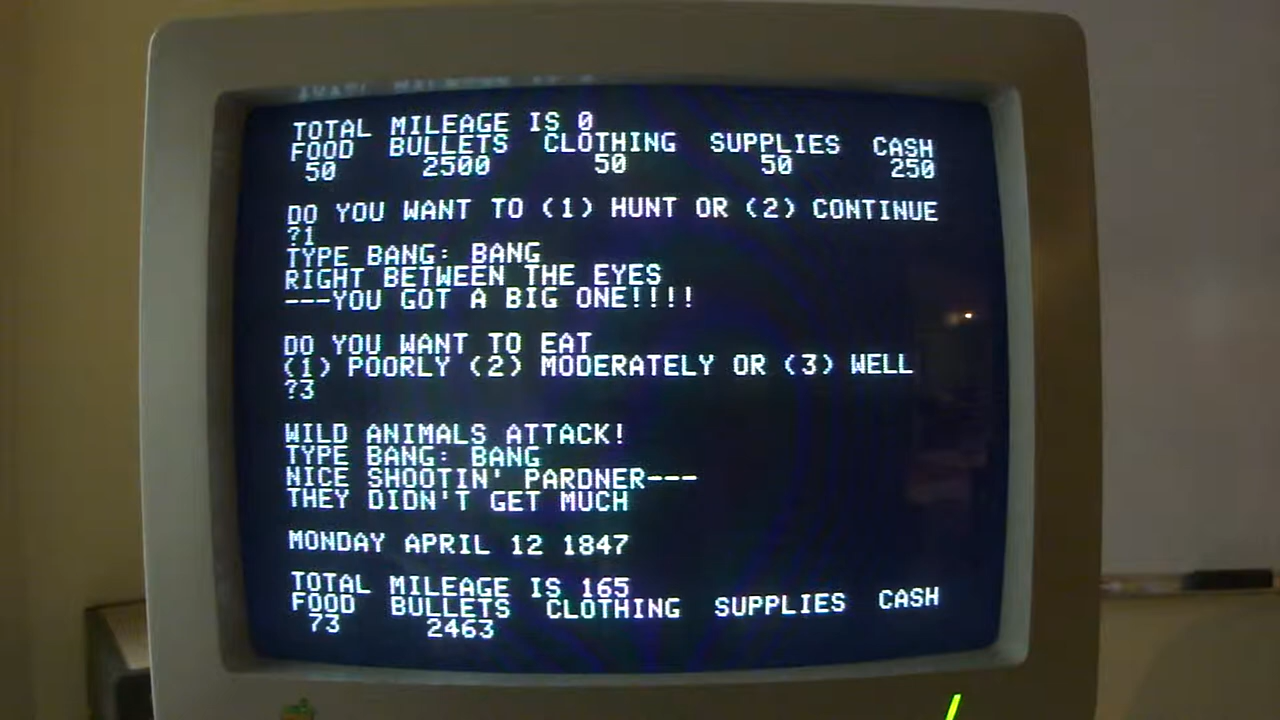 TOTAL MILEAGE IS 0
FOOD BULLETS CLOTHING SUPPLIES CASH
50 2500 50 50 250
DO YOU WANT TO (1) HUNT OR (2) CONTINUE
?1
TYPE BANG: BANG
RIGHT BETWEEN THE EYES
---YOU GOT A BIG ONE!!!!
DO YOU WANT TO EAT
(1) POORLY (2) MODERATELY OR (3) WELL
?3
WILD ANIMALS ATTACK!
TYPE BANG: BANG
NICE SHOOTIN' PARDNER---
THEY DIDN'T GET MUCH
MONDAY APRIL 12 1847
TOTAL MILEAGE IS 165
FOOD BULLETS CLOTHING SUPPLIES CASH
73 2463